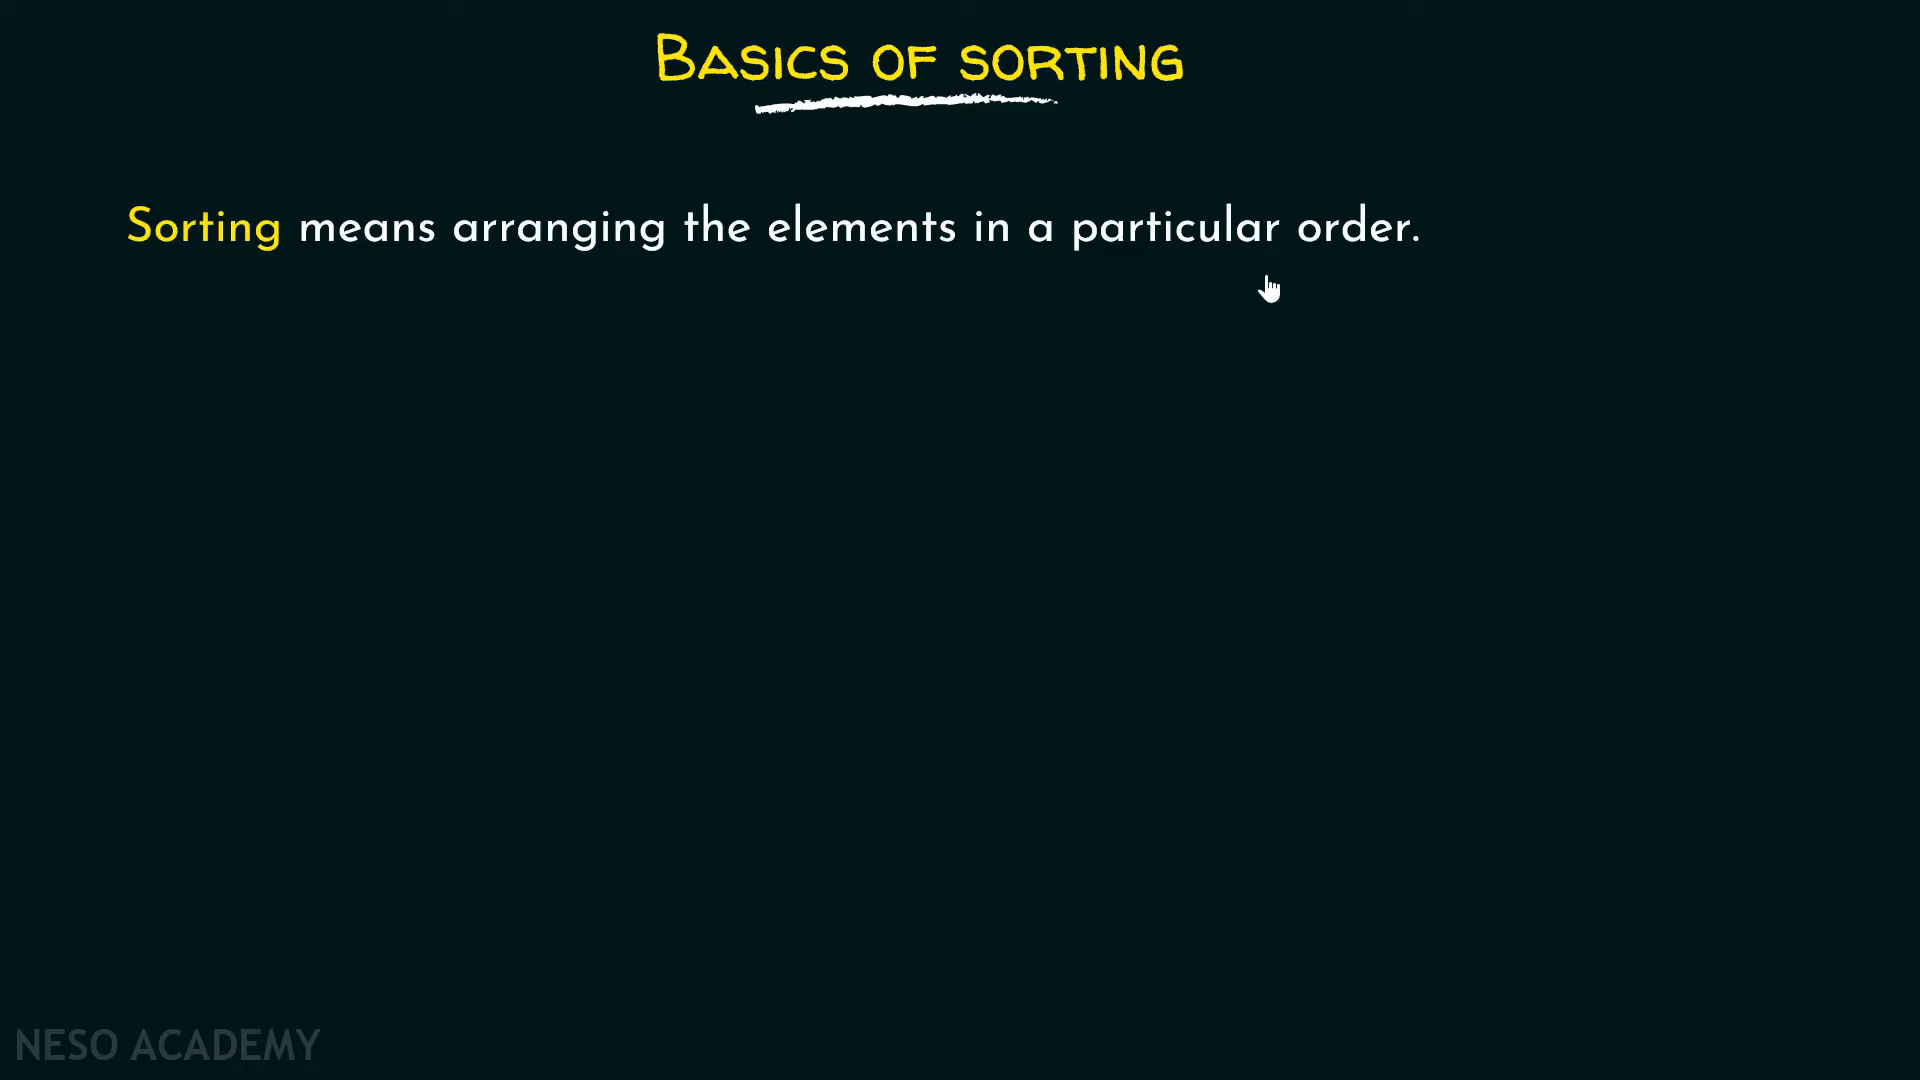 Basics of sorting
Sorting means arranging the elements in a particular order.
NESO ACADEMY